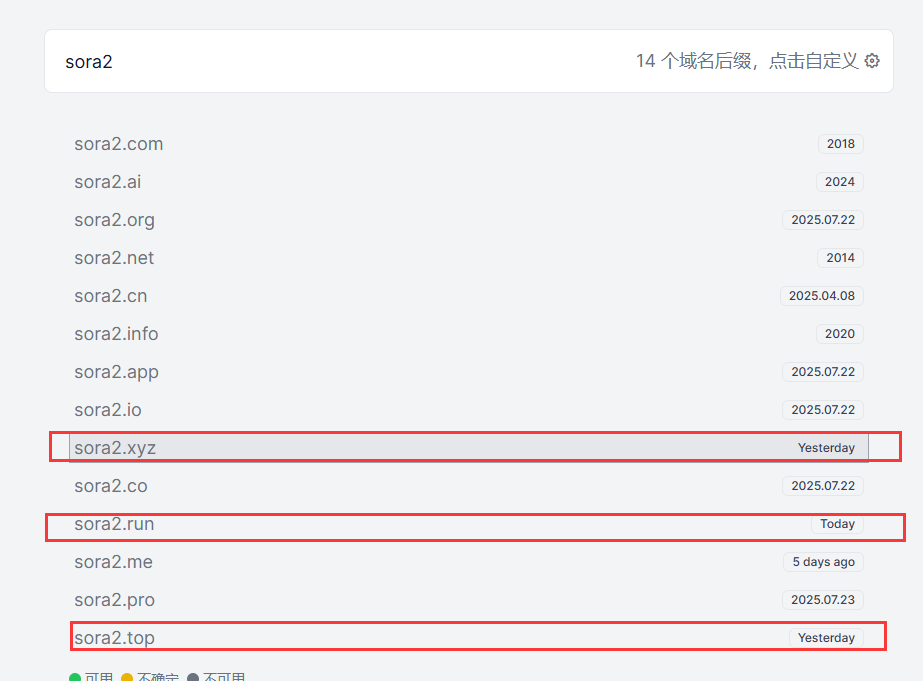 sora2 14 个域名后缀，点击自定义
sora2.com 2018
sora2.ai 2024
sora2.org 2025.07.22
sora2.net 2014
sora2.cn 2025.04.08
sora2.info 2020
sora2.app 2025.07.22
sora2.io 2025.07.22
sora2.xyz Yesterday
sora2.co 2025.07.22
sora2.run Today
sora2.me 5 days ago
sora2.pro 2025.07.23
sora2.top Yesterday
可用 不确定 不可用